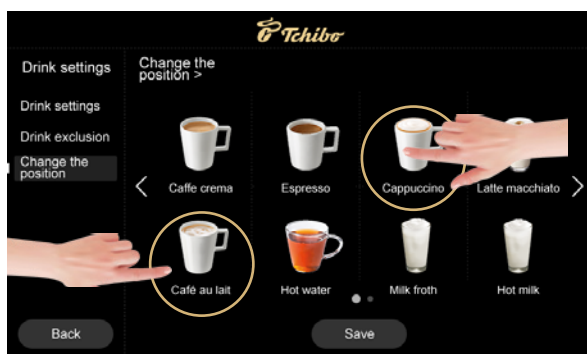 Tchibo
Drink settings
Change the
position >
Drink settings
Drink exclusion
Change the
position
Caffe crema
Espresso
Cappuccino
Latte macchiato
Café au lait
Hot water
Milk froth
Hot milk
Back
Save